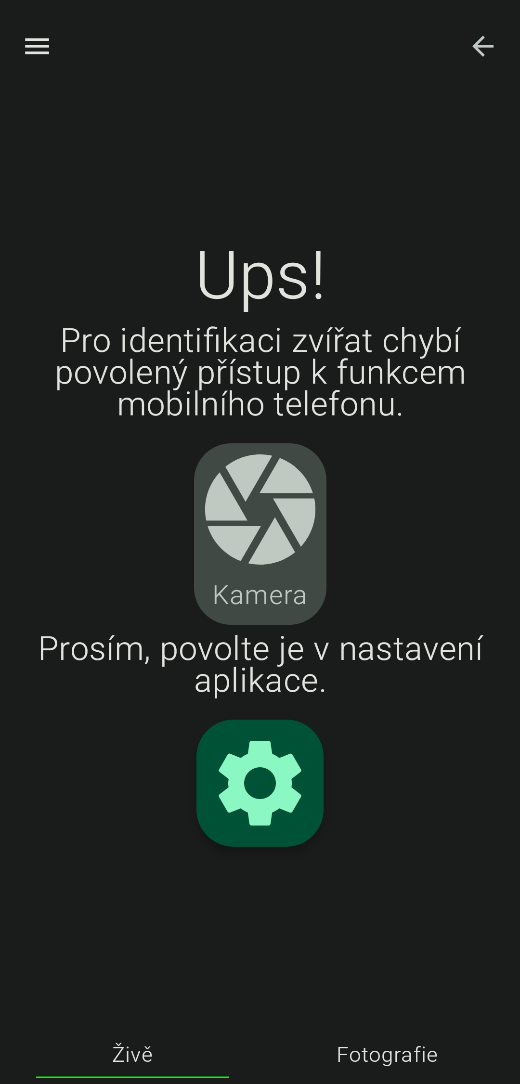 Ups!
Pro identifikaci zvířat chybí
povolený přístup k funkcem
mobilního telefonu.
Kamera
Prosím, povolte je v nastavení
aplikace.
Živě
Fotografie